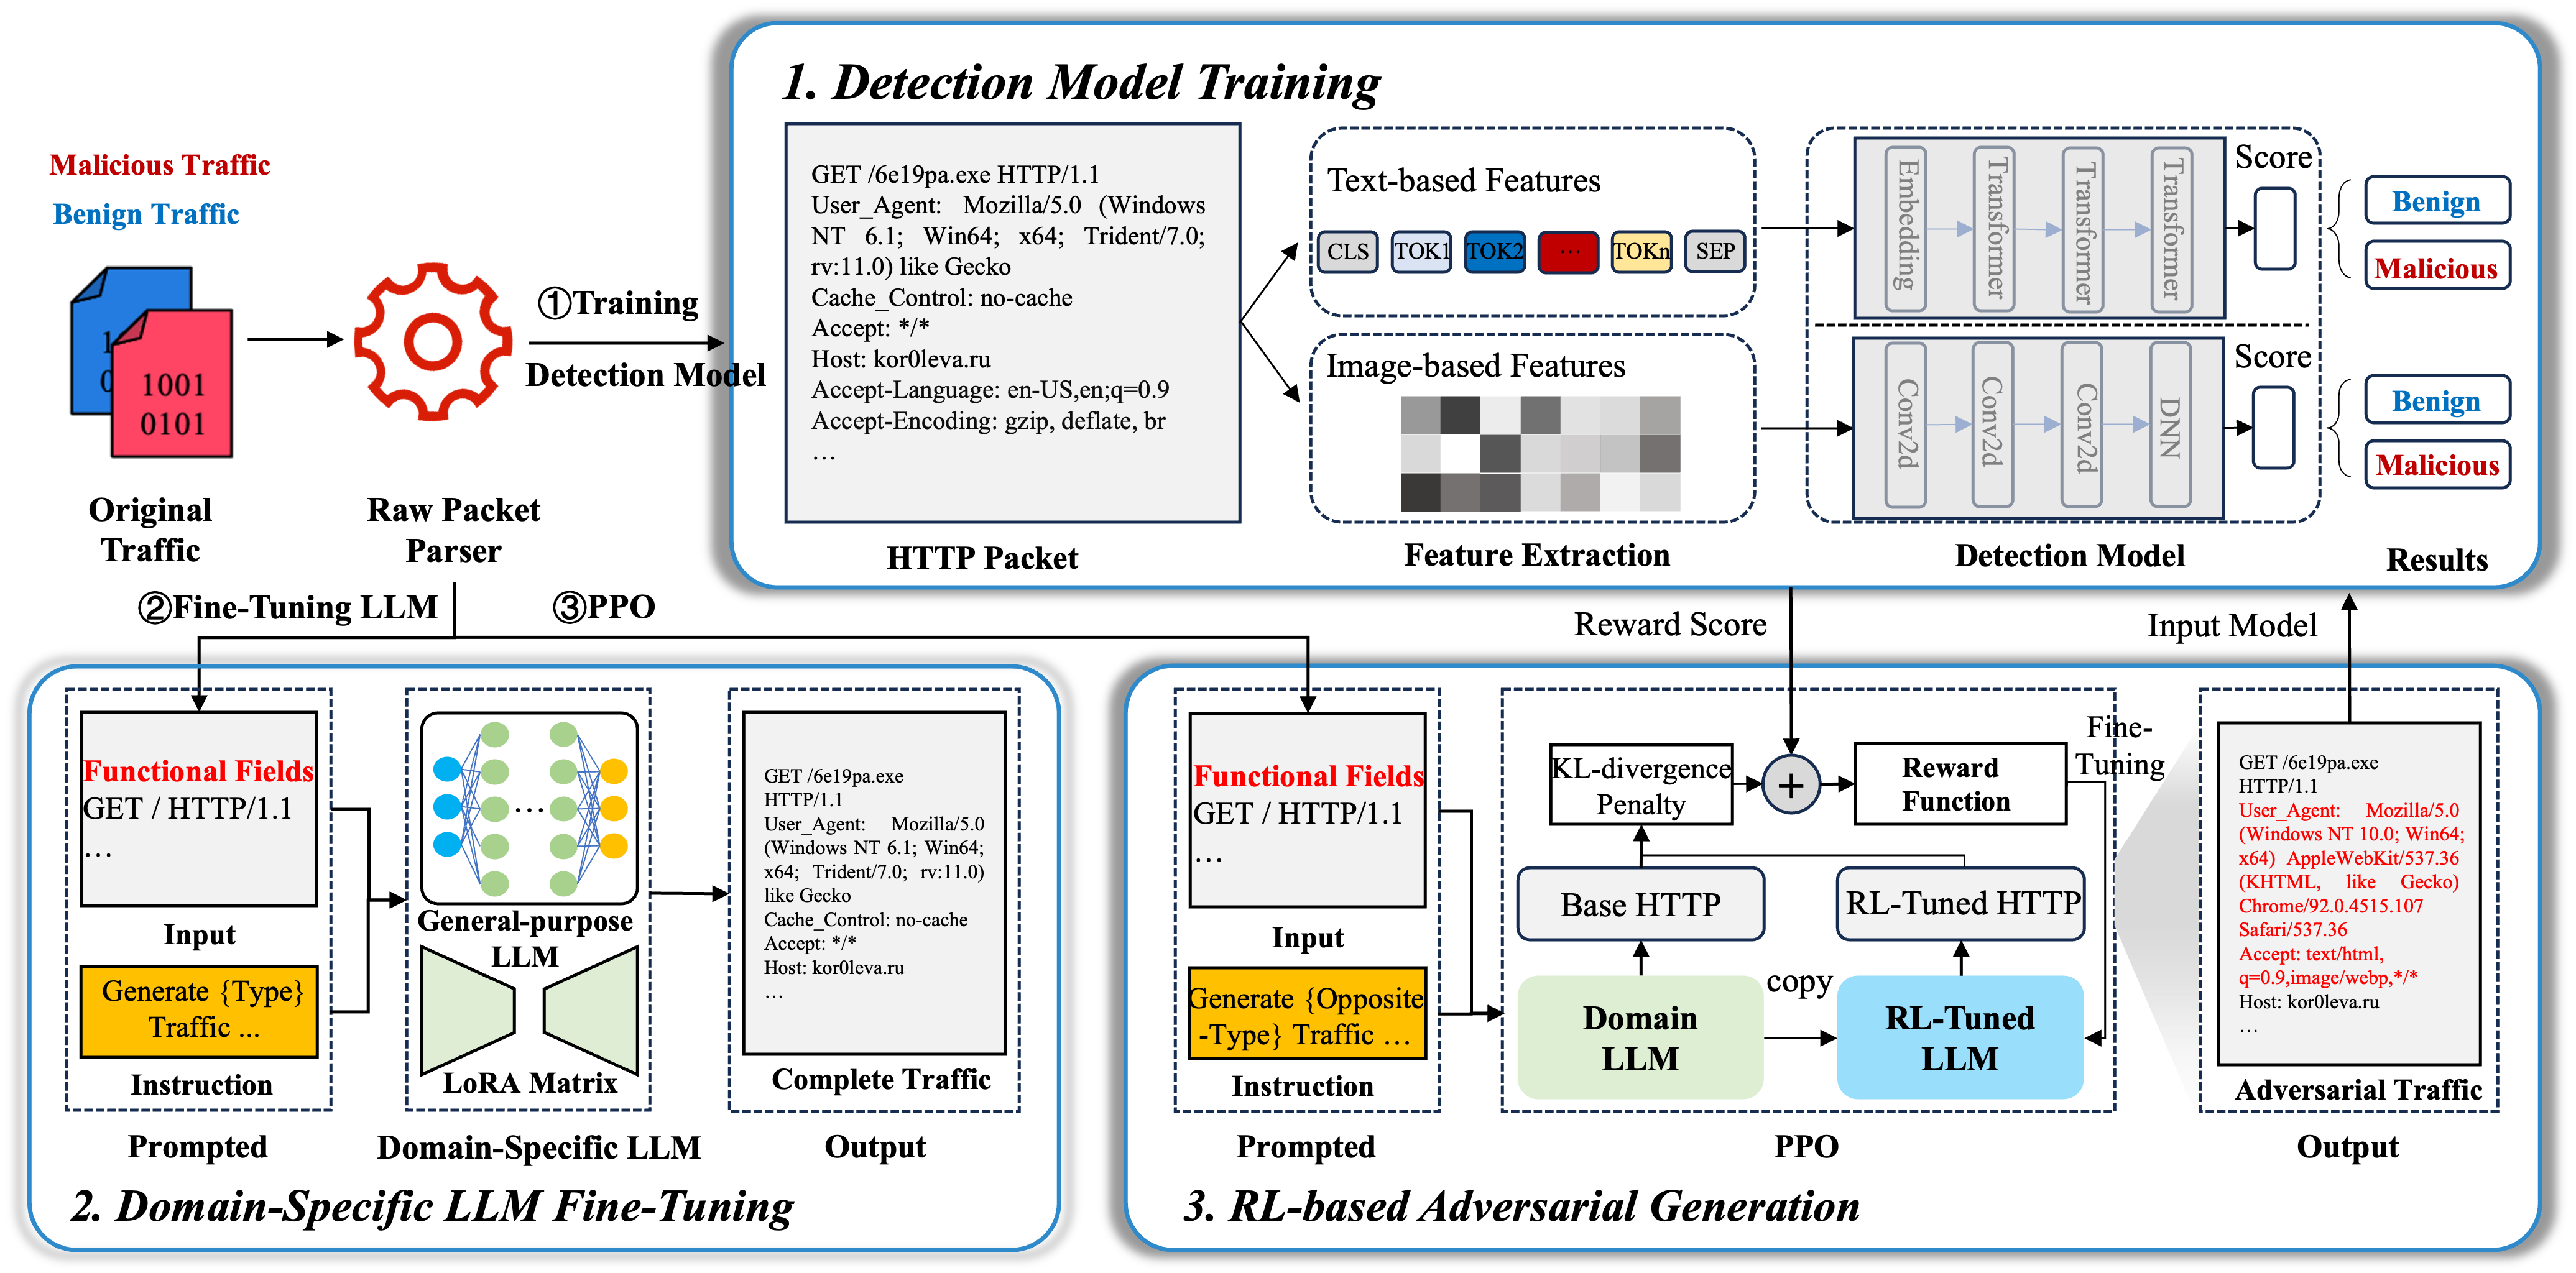 1. Detection Model Training
Malicious Traffic
Benign Traffic
1
0
1001
0101
Original
Traffic
Raw Packet
Parser
①Training
Detection Model
GET /6e19pa.exe HTTP/1.1
User_Agent: Mozilla/5.0 (Windows
NT 6.1; Win64; x64; Trident/7.0;
rv:11.0) like Gecko
Cache_Control: no-cache
Accept: */*
Host: kor0leva.ru
Accept-Language: en-US,en;q=0.9
Accept-Encoding: gzip, deflate, br
…
HTTP Packet
Text-based Features
CLS
TOK1
TOK2
…
TOKn
SEP
Image-based Features
Feature Extraction
Embedding
Transformer
Transformer
Transformer
Score
Benign
Malicious
Conv2d
Conv2d
Conv2d
DNN
Score
Benign
Malicious
Detection Model
Results
②Fine-Tuning LLM
③PPO
Reward Score
Input Model
Functional Fields
GET / HTTP/1.1
…
Input
Generate {Type}
Traffic ...
Instruction
Prompted
…
General-purpose
LLM
LoRA Matrix
Domain-Specific LLM
GET /6e19pa.exe
HTTP/1.1
User_Agent: Mozilla/5.0
(Windows NT 6.1; Win64;
x64; Trident/7.0; rv:11.0)
like Gecko
Cache_Control: no-cache
Accept: */*
Host: kor0leva.ru
…
Complete Traffic
Output
2. Domain-Specific LLM Fine-Tuning
Functional Fields
GET / HTTP/1.1
…
Input
Generate {Opposite
-Type} Traffic …
Instruction
Prompted
KL-divergence
Penalty
+
Reward
Function
Fine-
Tuning
Base HTTP
RL-Tuned HTTP
Domain
LLM
copy
RL-Tuned
LLM
PPO
GET /6e19pa.exe
HTTP/1.1
User_Agent: Mozilla/5.0
(Windows NT 10.0; Win64;
x64) AppleWebKit/537.36
(KHTML, like Gecko)
Chrome/92.0.4515.107
Safari/537.36
Accept: text/html,
q=0.9,image/webp,*/*
Host: kor0leva.ru
…
Adversarial Traffic
Output
3. RL-based Adversarial Generation